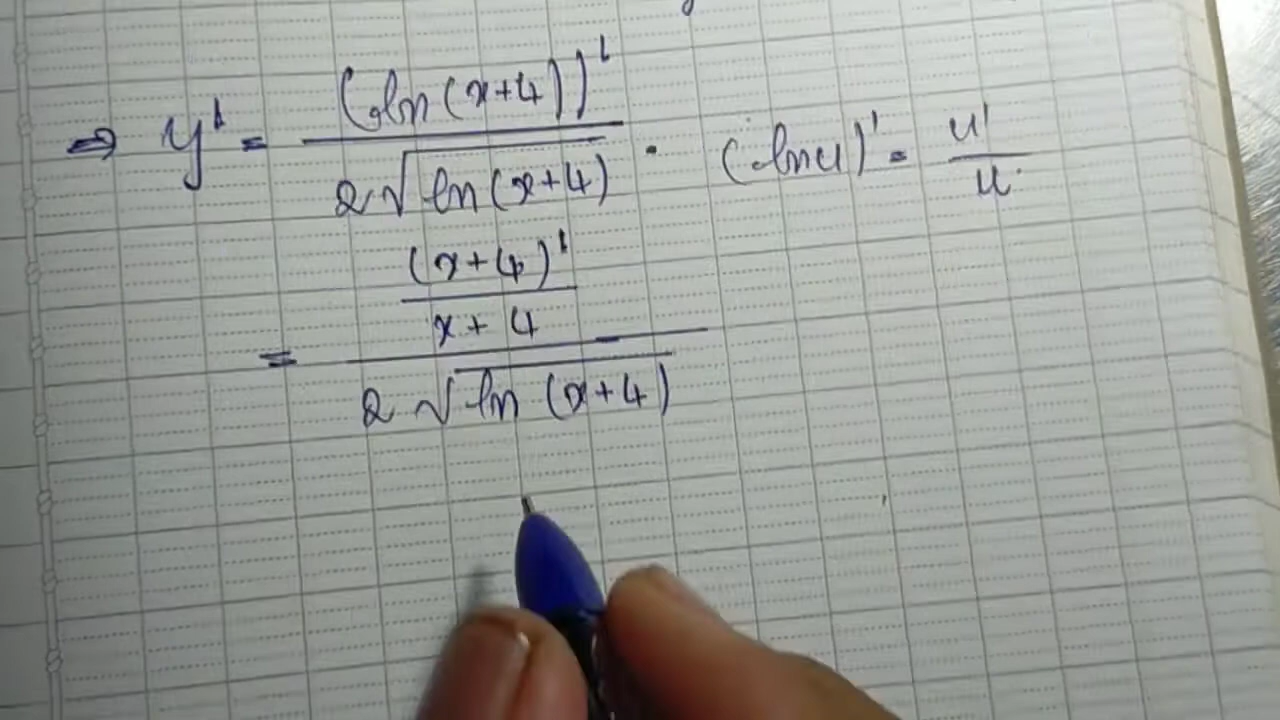 ⇒ y' = (ln(x+4))' / 2√ln(x+4) . (ln u)' = u' / u.
= (x+4)' / x+4 / 2√ln(x+4)